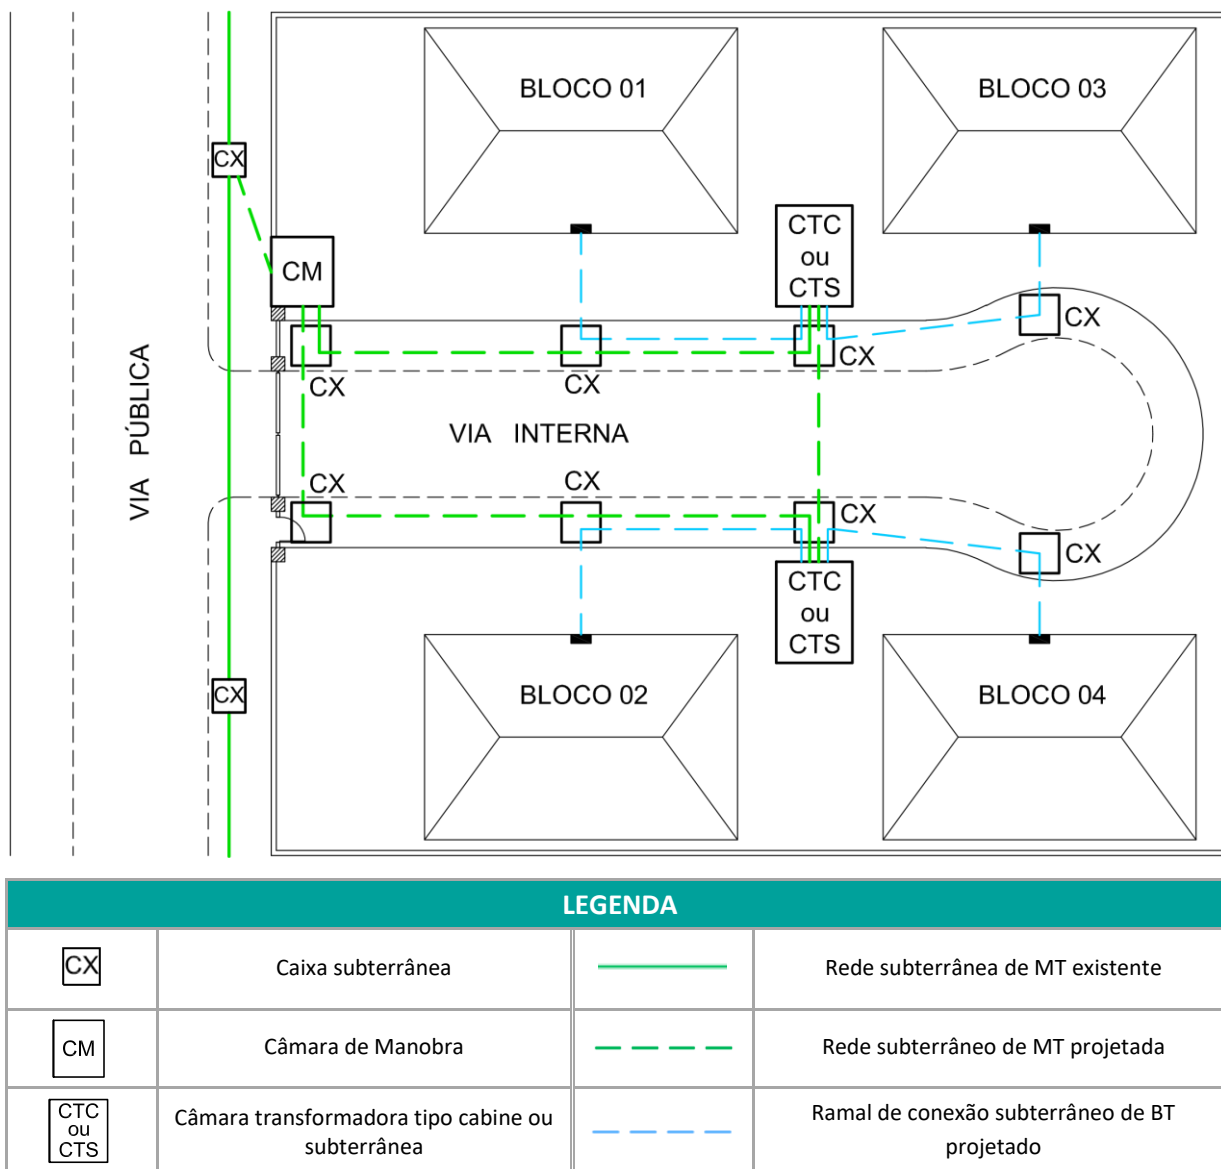 BLOCO 01
BLOCO 03
CX
CTC
ou
CTS
CM
CX
CX
CX
CX
VIA PÚBLICA
VIA INTERNA
CX
CX
CX
CX
CTC
ou
CTS
CX
BLOCO 02
BLOCO 04
LEGENDA
CX
Caixa subterrânea
Rede subterrânea de MT existente
CM
Câmara de Manobra
Rede subterrâneo de MT projetada
CTC
ou
CTS
Câmara transformadora tipo cabine ou
subterrânea
Ramal de conexão subterrâneo de BT
projetado